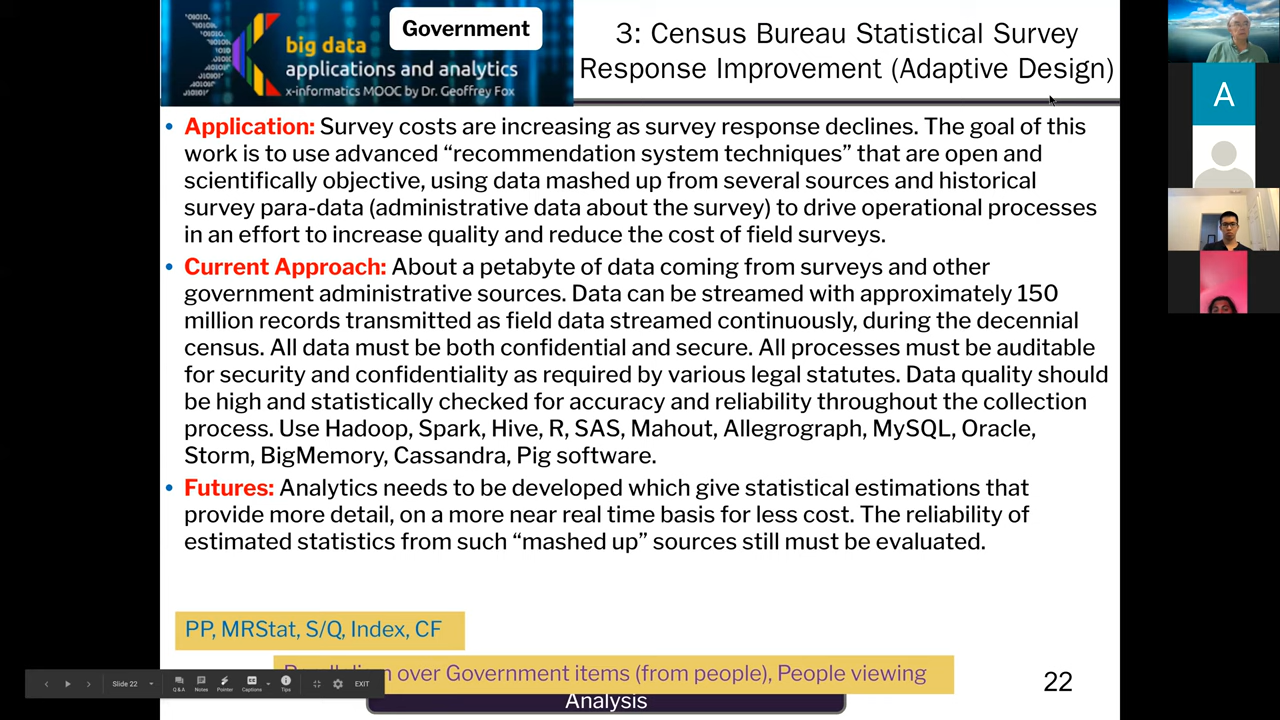 Government
big data
applications and analytics
x-informatics MOOC by Dr. Geoffrey Fox
3: Census Bureau Statistical Survey
Response Improvement (Adaptive Design)
• Application: Survey costs are increasing as survey response declines. The goal of this
work is to use advanced “recommendation system techniques” that are open and
scientifically objective, using data mashed up from several sources and historical
survey para-data (administrative data about the survey) to drive operational processes
in an effort to increase quality and reduce the cost of field surveys.
• Current Approach: About a petabyte of data coming from surveys and other
government administrative sources. Data can be streamed with approximately 150
million records transmitted as field data streamed continuously, during the decennial
census. All data must be both confidential and secure. All processes must be auditable
for security and confidentiality as required by various legal statutes. Data quality should
be high and statistically checked for accuracy and reliability throughout the collection
process. Use Hadoop, Spark, Hive, R, SAS, Mahout, Allegrograph, MySQL, Oracle,
Storm, BigMemory, Cassandra, Pig software.
• Futures: Analytics needs to be developed which give statistical estimations that
provide more detail, on a more near real time basis for less cost. The reliability of
estimated statistics from such “mashed up” sources still must be evaluated.
PP, MRStat, S/Q, Index, CF
over Government items (from people), People viewing
Analysis
22
Slide 22
Q&A
Notes
Pointer
Captions
Tips
EXIT
A